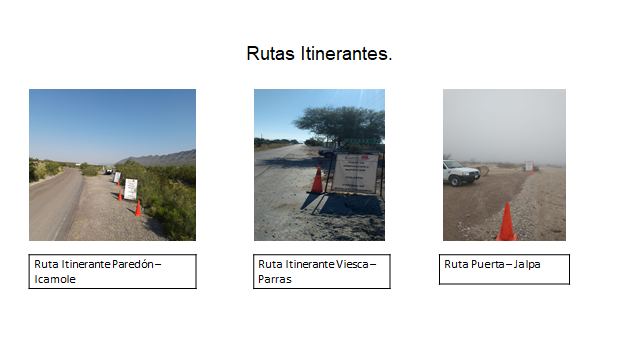 Rutas Itinerantes.
Ruta Itinerante Paredón –
Icamole
Ruta Itinerante Viesca –
Parras
Ruta Puerta – Jalpa